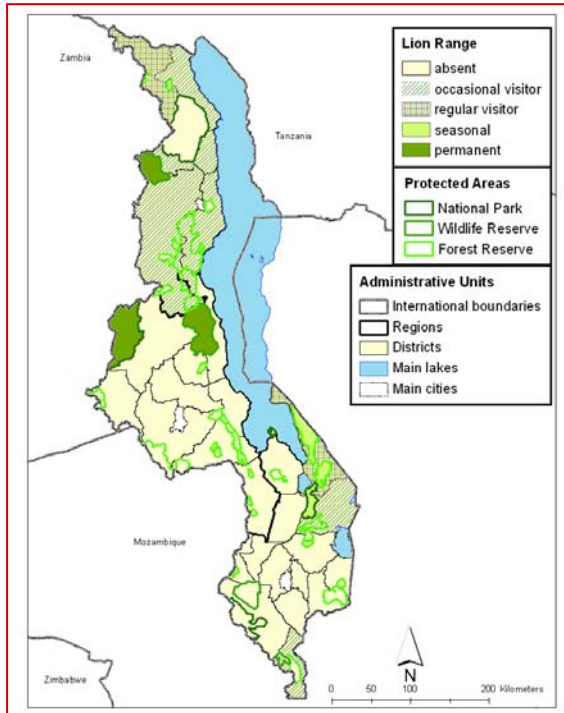 Zambia
Tanzania
Mozambique
Zimbabwe
Lion Range
absent
occasional visitor
regular visitor
seasonal
permanent
Protected Areas
National Park
Wildlife Reserve
Forest Reserve
Administrative Units
International boundaries
Regions
Districts
Main lakes
Main cities
N
0 50 100 200 Kilometers